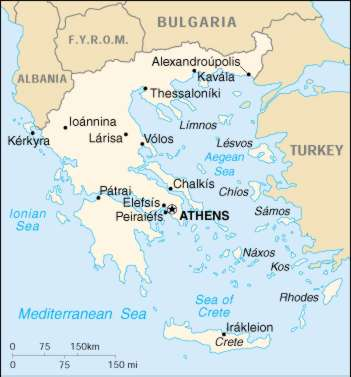 BULGARIA
F.Y.R.O.M.
ALBANIA
Alexandroúpolis
Kavála
Thessaloníki
Ioánnina
Límnos
Kérkyra
Lárisa
Vólos
Lésvos
TURKEY
Aegean
Sea
Chalkís
Chíos
Pátrai
Elefsís
Ionian
Sea
Peiraiéfs
ATHENS
Sámos
Náxos
Kos
Rhodes
Sea of
Crete
Mediterranean Sea
Irákleion
Crete
0 75 150km
0 75 150 mi